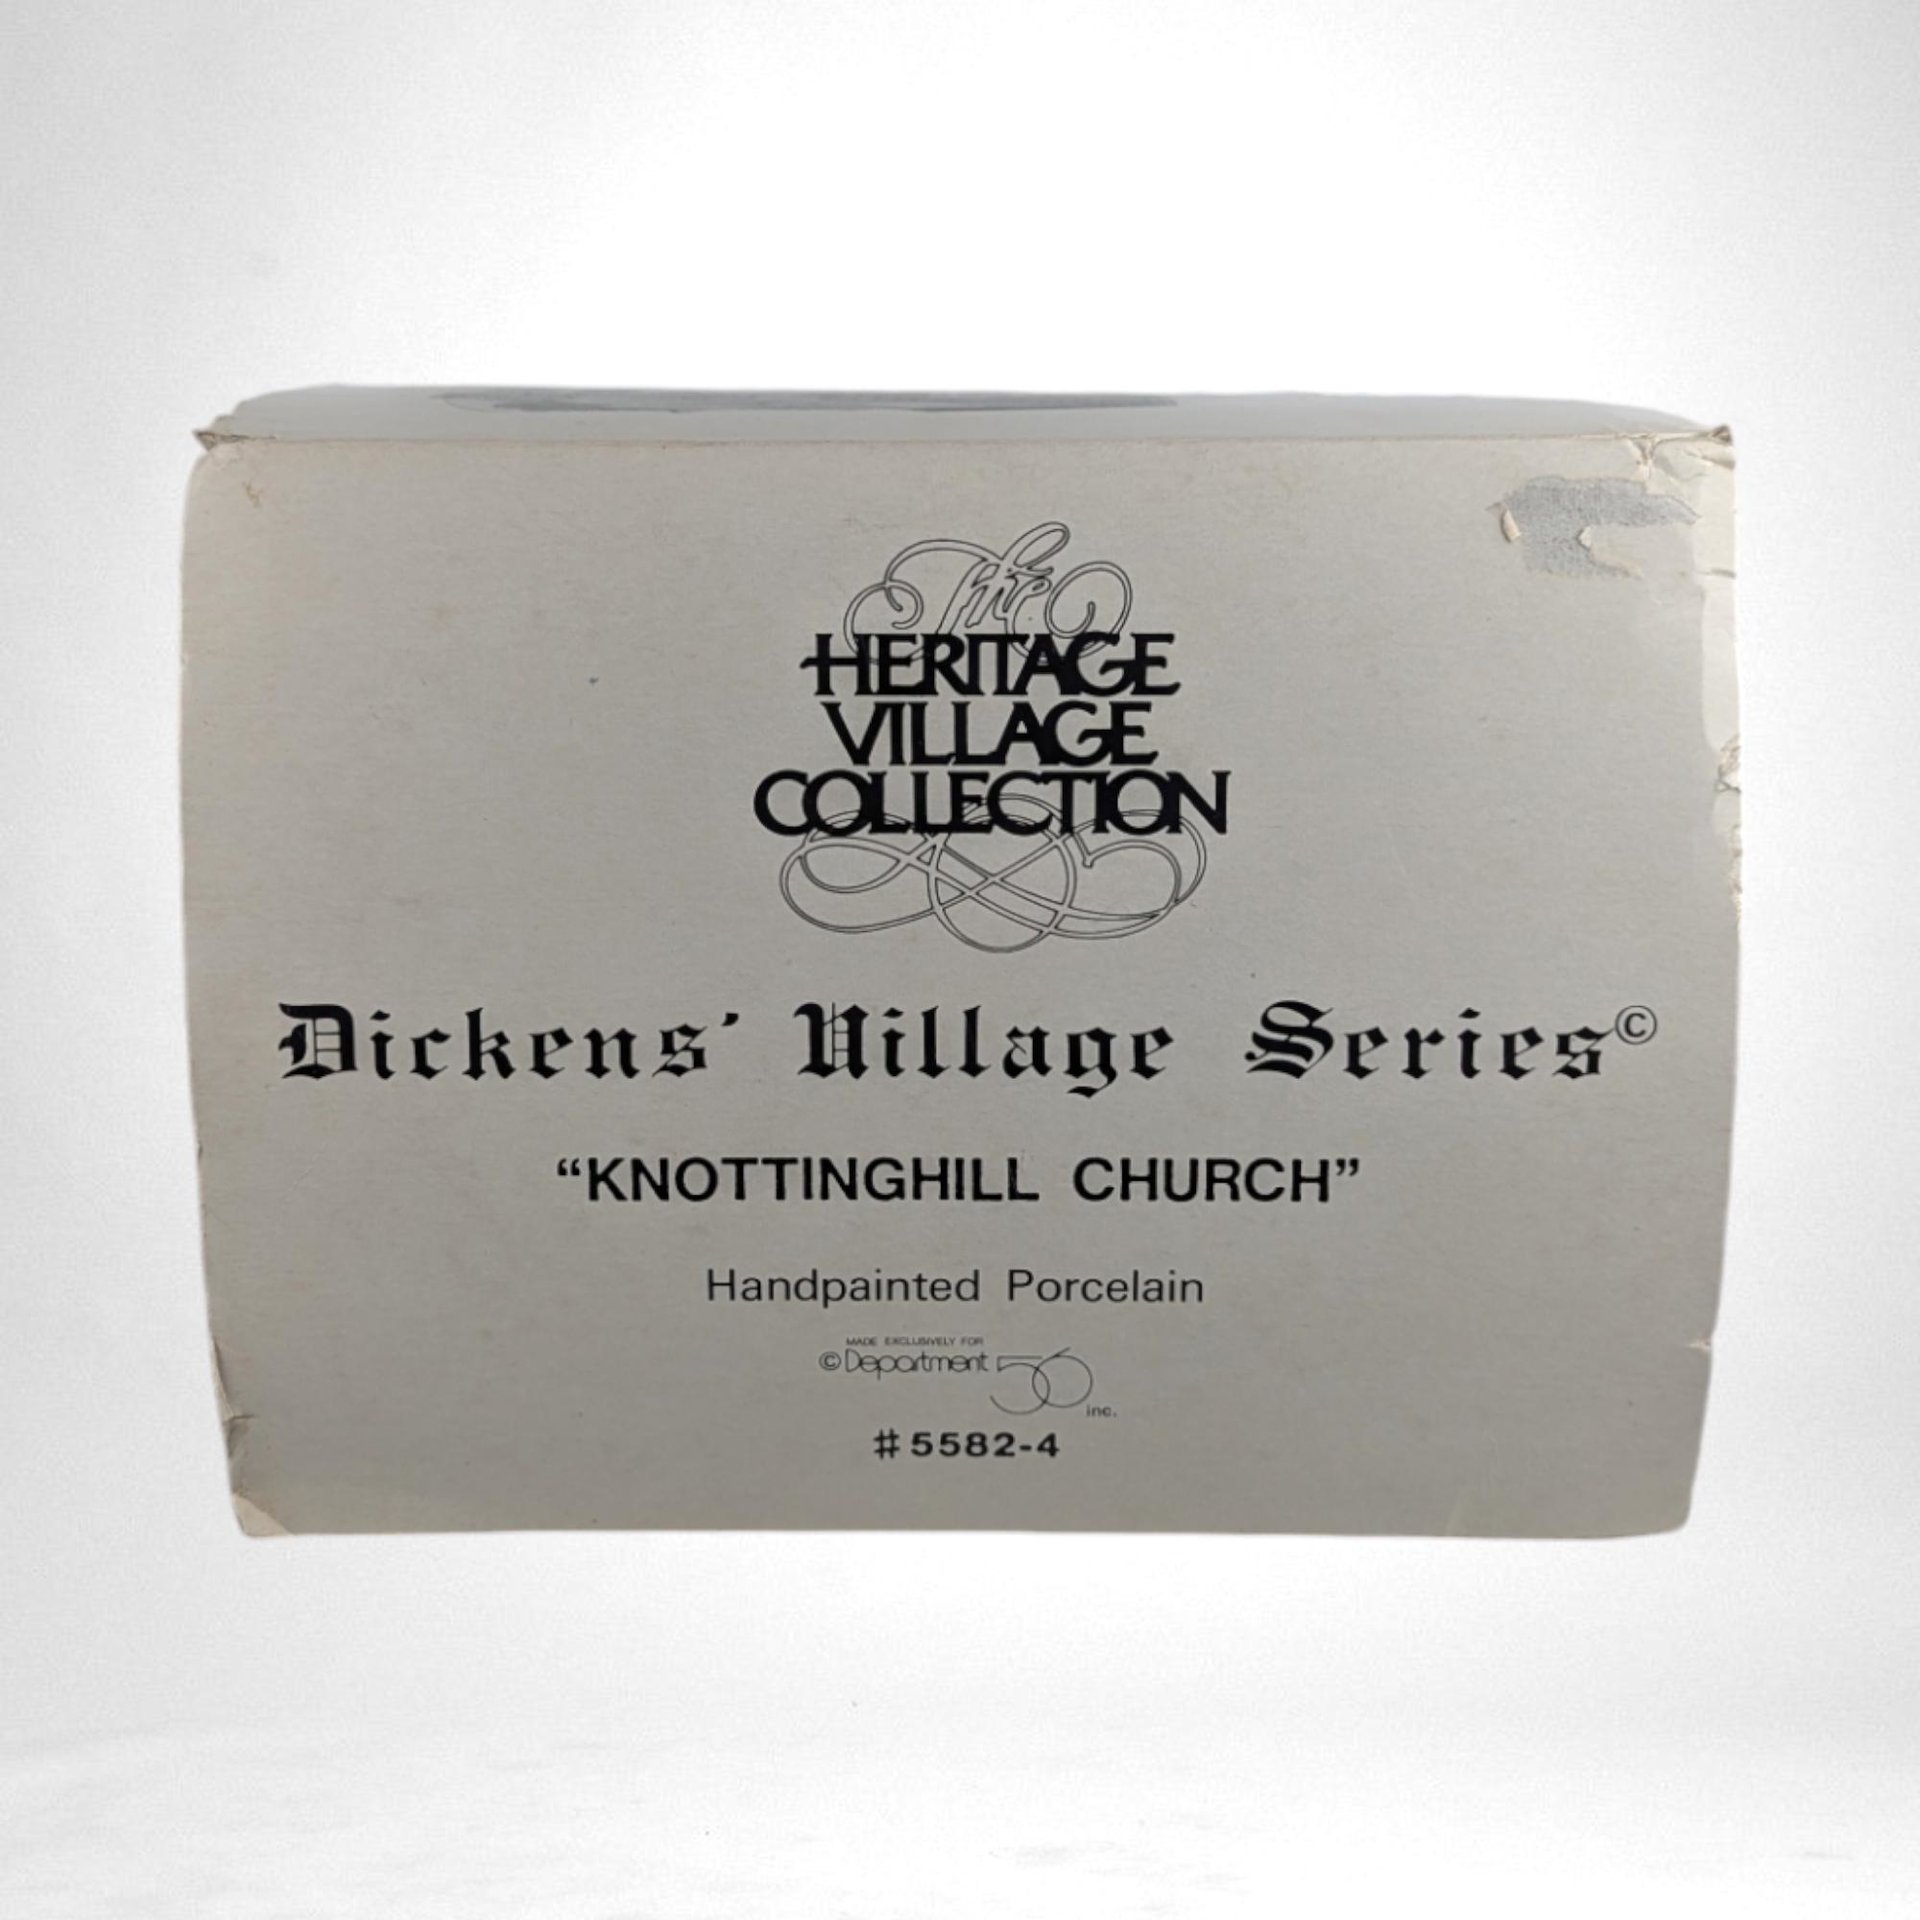 The
HERITAGE
VILLAGE
COLLECTION
Dickens' Village Series©
“KNOTTINGHILL CHURCH”
Handpainted Porcelain
MADE EXCLUSIVELY FOR
© Department 56 inc.
#5582-4